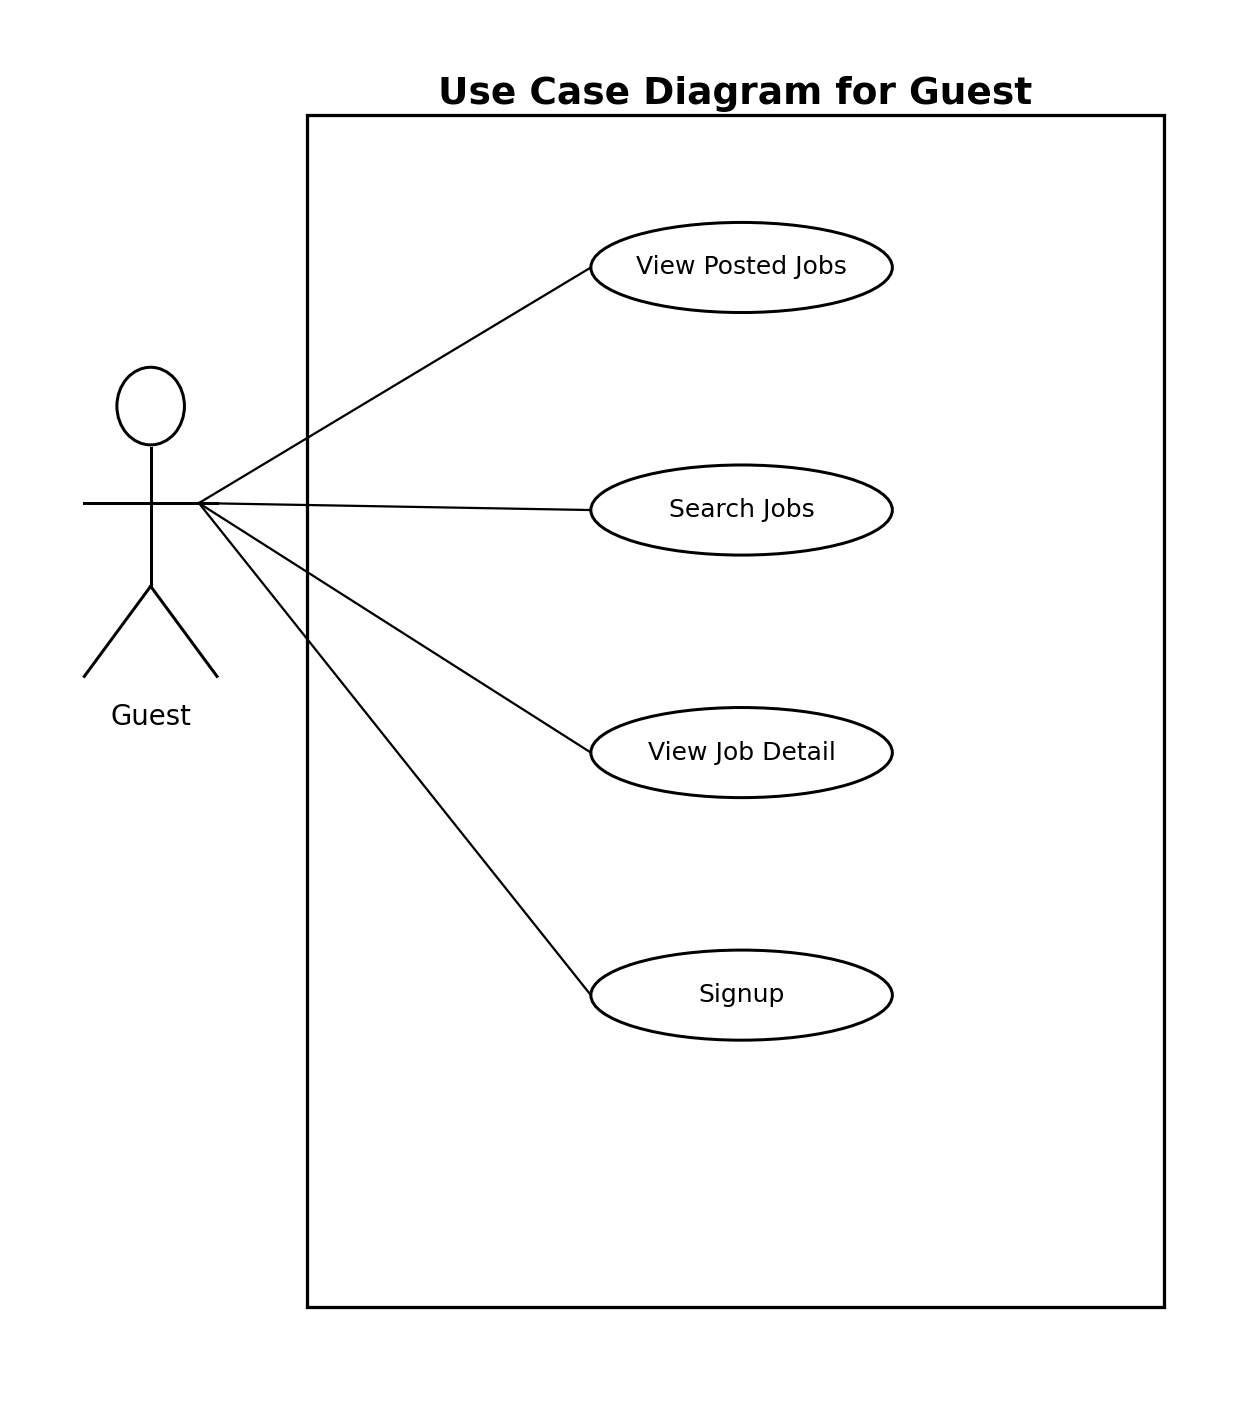 Use Case Diagram for Guest
View Posted Jobs
Search Jobs
Guest
View Job Detail
Signup